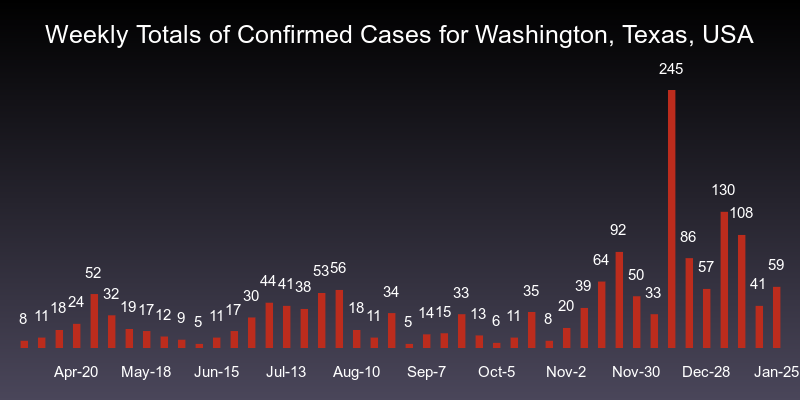 Weekly Totals of Confirmed Cases for Washington, Texas, USA
8 11 18 24 52 32 19 17 12 9 5 11 17 30 44 41 38 53 56 18 11 34 5 14 15 33 13 6 11 35 8 20 39 64 92 50 33 245 86 57 130 108 41 59
Apr-20 May-18 Jun-15 Jul-13 Aug-10 Sep-7 Oct-5 Nov-2 Nov-30 Dec-28 Jan-25